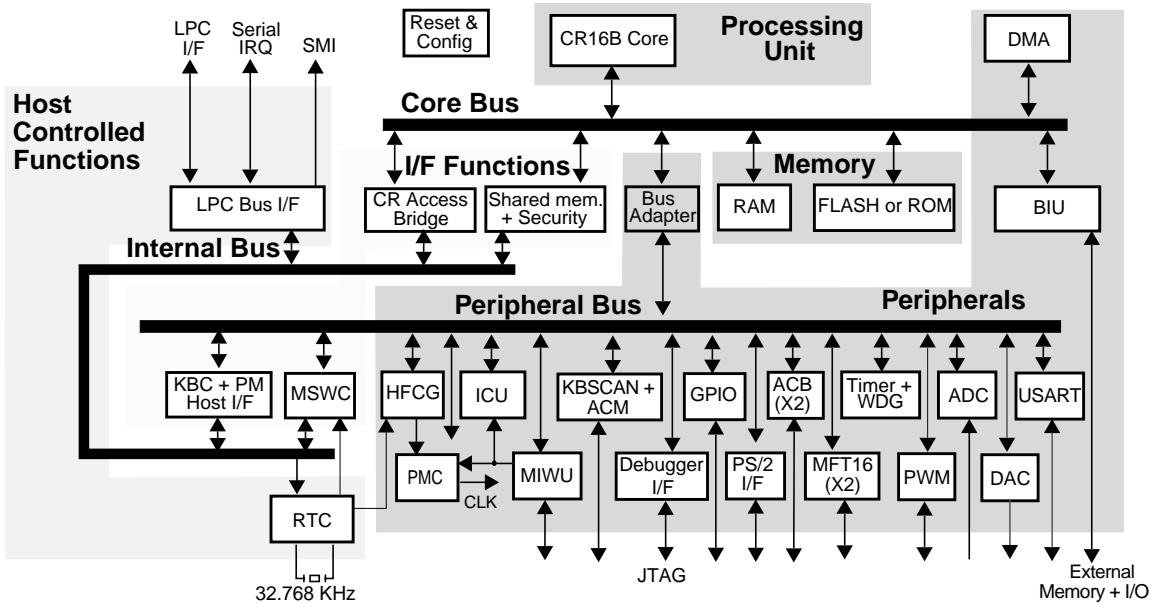 LPC
I/F
Serial
IRQ
SMI
Reset &
Config
CR16B Core
Processing
Unit
DMA
Host
Controlled
Functions
Core Bus
I/F Functions
Memory
LPC Bus I/F
CR Access
Bridge
Shared mem.
+ Security
Bus
Adapter
RAM
FLASH or ROM
BIU
Internal Bus
Peripheral Bus
Peripherals
KBC + PM
Host I/F
MSWC
HFCG
ICU
KBSCAN +
ACM
GPIO
ACB
(X2)
Timer +
WDG
ADC
USART
PMC
CLK
MIWU
Debugger
I/F
PS/2
I/F
MFT16
(X2)
PWM
DAC
RTC
32.768 KHz
JTAG
External
Memory + I/O